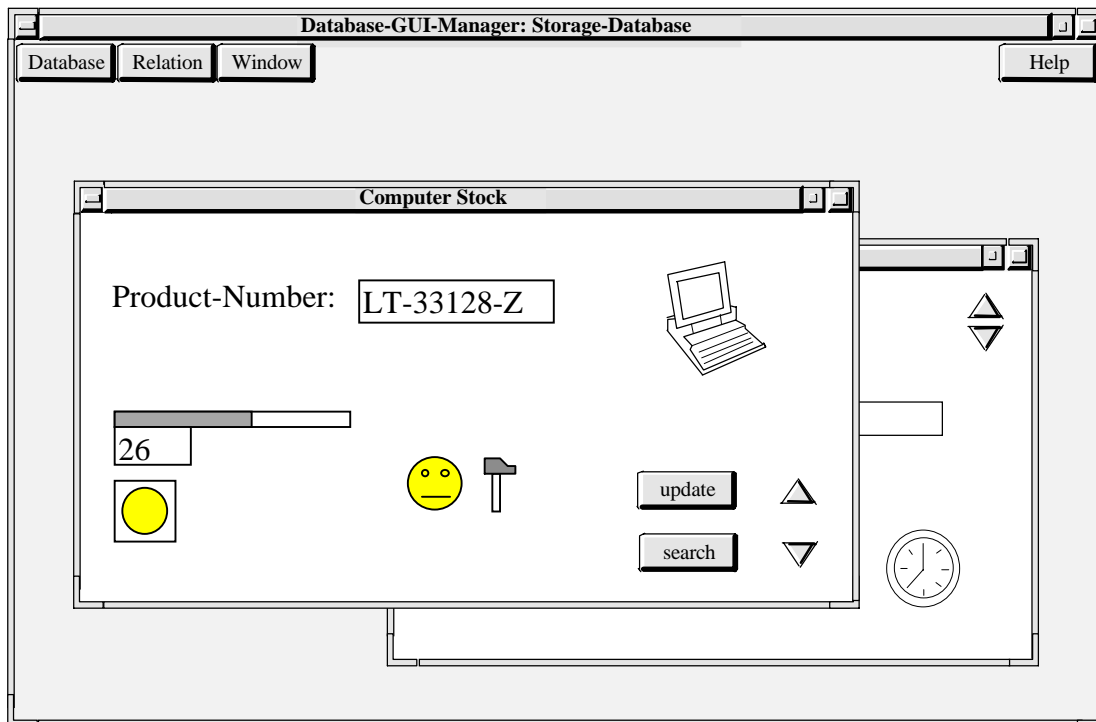 Database-GUI-Manager: Storage-Database
Database Relation Window Help
Computer Stock
Product-Number: LT-33128-Z
26
update
search